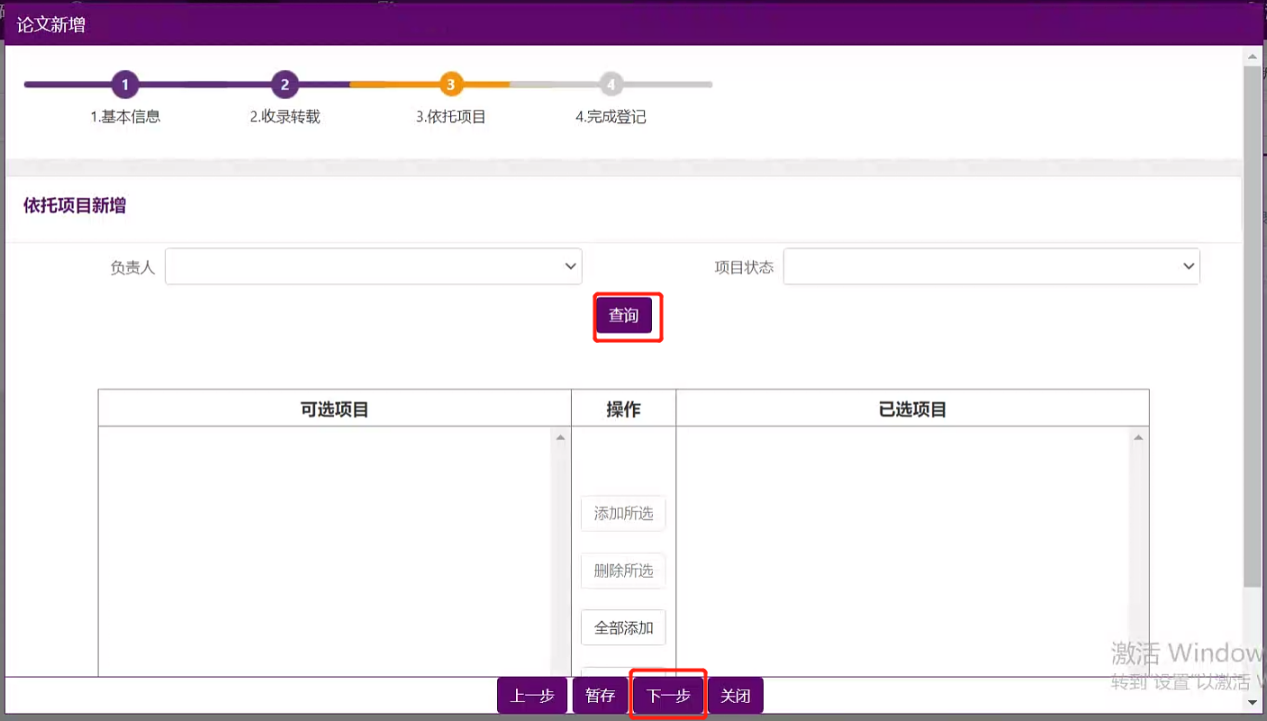 论文新增
1 2 3 4
1.基本信息 2.收录转载 3.依托项目 4.完成登记
依托项目新增
负责人 项目状态
查询
可选项目 操作 已选项目
添加所选
删除所选
全部添加
激活 Window
转到"设置"以激活 W
上一步 暂存 下一步 关闭